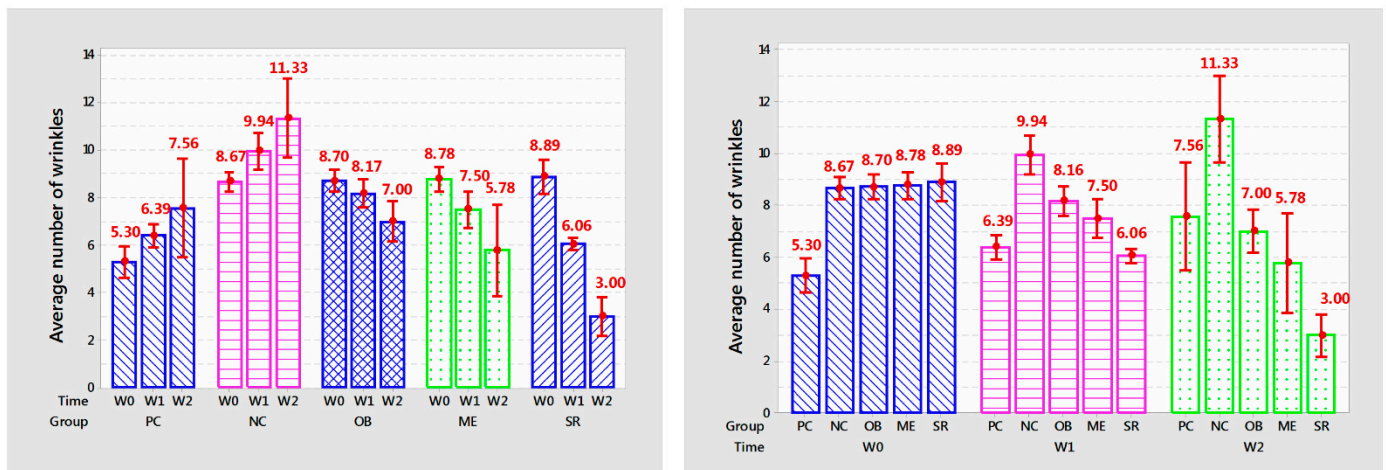 Average number of wrinkles
14
12
10
8
6
4
2
0
5.30 6.39 7.56 8.67 9.94 11.33 8.70 8.17 7.00 8.78 7.50 5.78 8.89 6.06 3.00
Time W0 W1 W2 W0 W1 W2 W0 W1 W2 W0 W1 W2 W0 W1 W2
Group PC NC OB ME SR
Average number of wrinkles
14
12
10
8
6
4
2
0
5.30 8.67 8.70 8.78 8.89 6.39 9.94 8.16 7.50 6.06 7.56 11.33 7.00 5.78 3.00
Group PC NC OB ME SR PC NC OB ME SR PC NC OB ME SR
Time W0 W1 W2